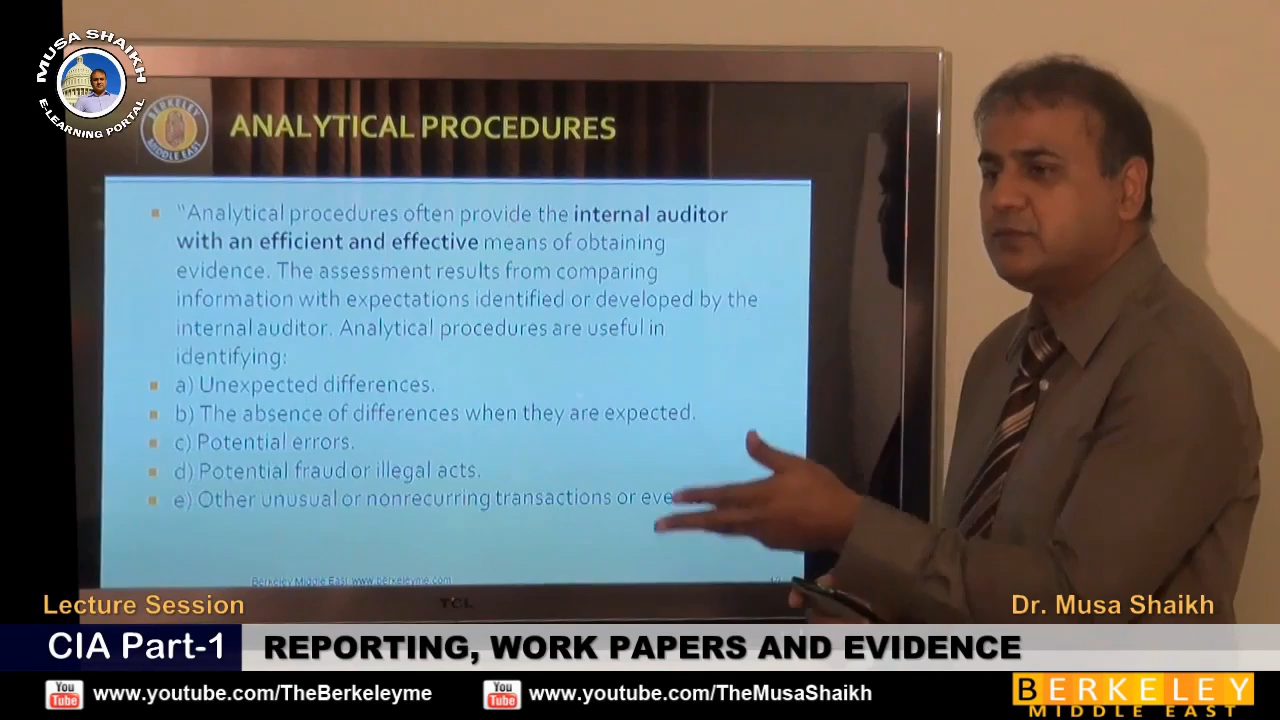 MUSA SHAIKH
E-LEARNING PORTAL
BERKELEY
MIDDLE EAST
ANALYTICAL PROCEDURES
“Analytical procedures often provide the internal auditor
with an efficient and effective means of obtaining
evidence. The assessment results from comparing
information with expectations identified or developed by the
internal auditor. Analytical procedures are useful in
identifying:
a) Unexpected differences.
b) The absence of differences when they are expected.
c) Potential errors.
d) Potential fraud or illegal acts.
e) Other unusual or nonrecurring transactions or
Berkeley Middle East www.berkeleyme.com
TCL
Lecture Session
Dr. Musa Shaikh
CIA Part-1
REPORTING, WORK PAPERS AND EVIDENCE
You Tube www.youtube.com/TheBerkeleyme
You Tube www.youtube.com/TheMusaShaikh
BERKELEY
MIDDLE EAST